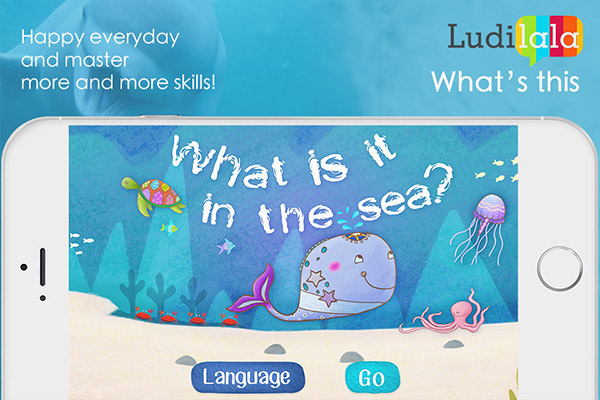 Happy everyday
and master
more and more skills!
Ludilala
What's this
What is it
in the sea?
Language
Go